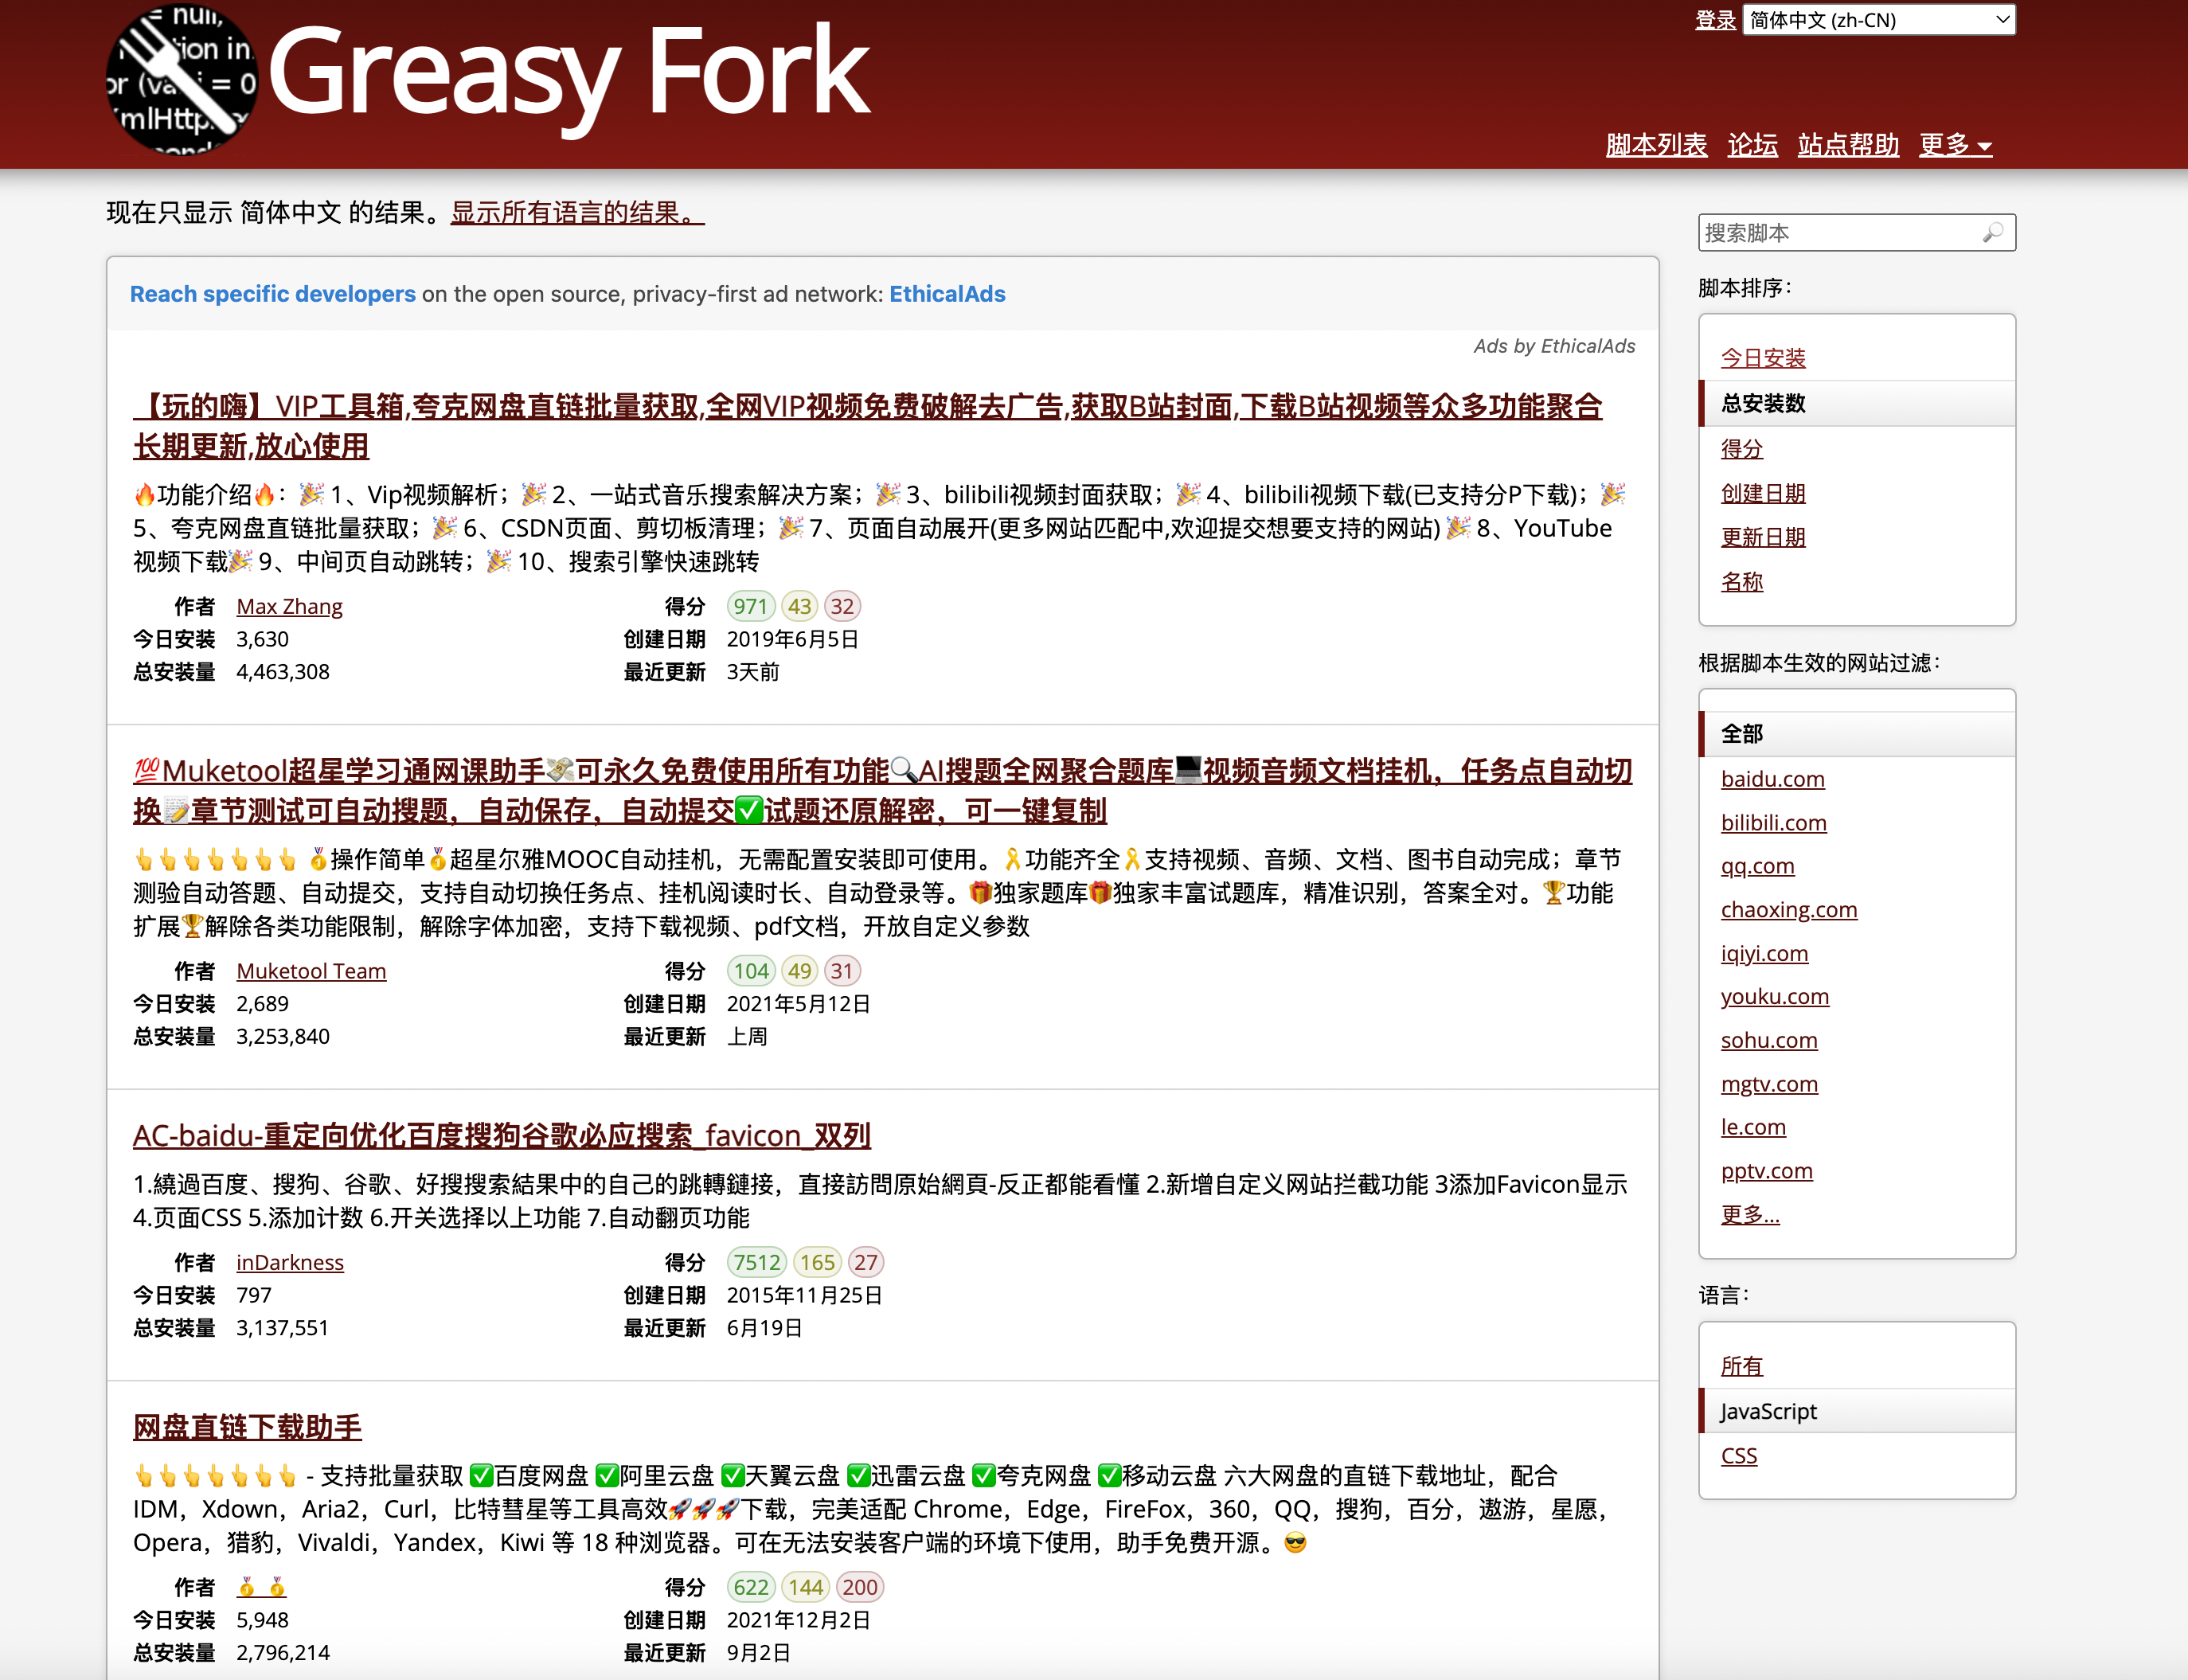 = null,
tion in
or (va i = 0
mlHttp
Greasy Fork
登录 简体中文 (zh-CN)
脚本列表 论坛 站点帮助 更多
现在只显示 简体中文 的结果。显示所有语言的结果。
Reach specific developers on the open source, privacy-first ad network: EthicalAds
Ads by EthicalAds
【玩的嗨】VIP工具箱,夸克网盘直链批量获取,全网VIP视频免费破解去广告,获取B站封面,下载B站视频等众多功能聚合
长期更新,放心使用
🔥功能介绍🔥：🎉 1、Vip视频解析；🎉 2、一站式音乐搜索解决方案；🎉 3、bilibili视频封面获取；🎉 4、bilibili视频下载(已支持分P下载)；🎉
5、夸克网盘直链批量获取；🎉 6、CSDN页面、剪切板清理；🎉 7、页面自动展开(更多网站匹配中,欢迎提交想要支持的网站) 🎉 8、YouTube
视频下载🎉 9、中间页自动跳转；🎉 10、搜索引擎快速跳转
作者 Max Zhang 得分 971 43 32
今日安装 3,630 创建日期 2019年6月5日
总安装量 4,463,308 最近更新 3天前
💯Muketool超星学习通网课助手💸可永久免费使用所有功能🔍AI搜题全网聚合题库💻视频音频文档挂机，任务点自动切
换📝章节测试可自动搜题，自动保存，自动提交✅试题还原解密，可一键复制
👆👆👆👆👆👆👆 🥇操作简单🥇超星尔雅MOOC自动挂机，无需配置安装即可使用。🎗️功能齐全🎗️支持视频、音频、文档、图书自动完成；章节
测验自动答题、自动提交，支持自动切换任务点、挂机阅读时长、自动登录等。🎁独家题库🎁独家丰富试题库，精准识别，答案全对。🏆功能
扩展🏆解除各类功能限制，解除字体加密，支持下载视频、pdf文档，开放自定义参数
作者 Muketool Team 得分 104 49 31
今日安装 2,689 创建日期 2021年5月12日
总安装量 3,253,840 最近更新 上周
AC-baidu-重定向优化百度搜狗谷歌必应搜索_favicon_双列
1.繞過百度、搜狗、谷歌、好搜搜索結果中的自己的跳轉鏈接，直接訪問原始網頁-反正都能看懂 2.新增自定义网站拦截功能 3添加Favicon显示
4.页面CSS 5.添加计数 6.开关选择以上功能 7.自动翻页功能
作者 inDarkness 得分 7512 165 27
今日安装 797 创建日期 2015年11月25日
总安装量 3,137,551 最近更新 6月19日
网盘直链下载助手
👆👆👆👆👆👆👆 - 支持批量获取 ✅百度网盘 ✅阿里云盘 ✅天翼云盘 ✅迅雷云盘 ✅夸克网盘 ✅移动云盘 六大网盘的直链下载地址，配合
IDM，Xdown，Aria2，Curl，比特彗星等工具高效🚀🚀🚀下载，完美适配 Chrome，Edge，FireFox，360，QQ，搜狗，百分，遨游，星愿，
Opera，猎豹，Vivaldi，Yandex，Kiwi 等 18 种浏览器。可在无法安装客户端的环境下使用，助手免费开源。😎
作者 🥇 🥇 得分 622 144 200
今日安装 5,948 创建日期 2021年12月2日
总安装量 2,796,214 最近更新 9月2日
搜索脚本
脚本排序：
今日安装
总安装数
得分
创建日期
更新日期
名称
根据脚本生效的网站过滤：
全部
baidu.com
bilibili.com
qq.com
chaoxing.com
iqiyi.com
youku.com
sohu.com
mgtv.com
le.com
pptv.com
更多...
语言：
所有
JavaScript
CSS